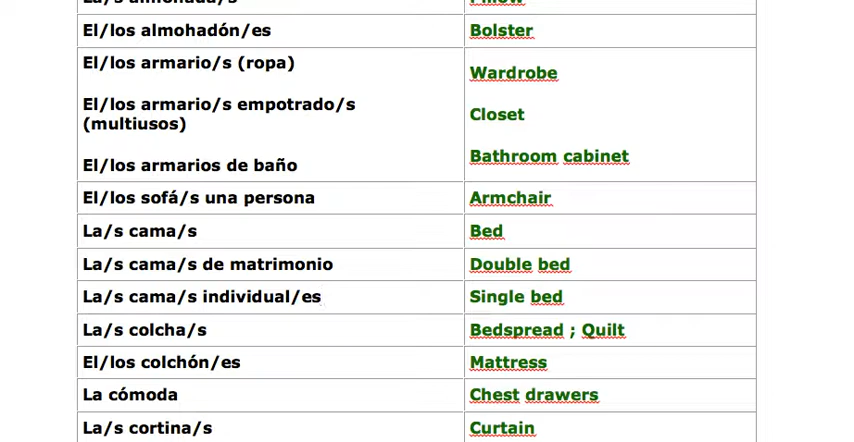 La/s almohada/s Pillow
El/los almohadón/es Bolster
El/los armario/s (ropa)
Wardrobe
El/los armario/s empotrado/s
(multiusos)
Closet
El/los armarios de baño
Bathroom cabinet
El/los sofá/s una persona Armchair
La/s cama/s Bed
La/s cama/s de matrimonio Double bed
La/s cama/s individual/es Single bed
La/s colcha/s Bedspread ; Quilt
El/los colchón/es Mattress
La cómoda Chest drawers
La/s cortina/s Curtain